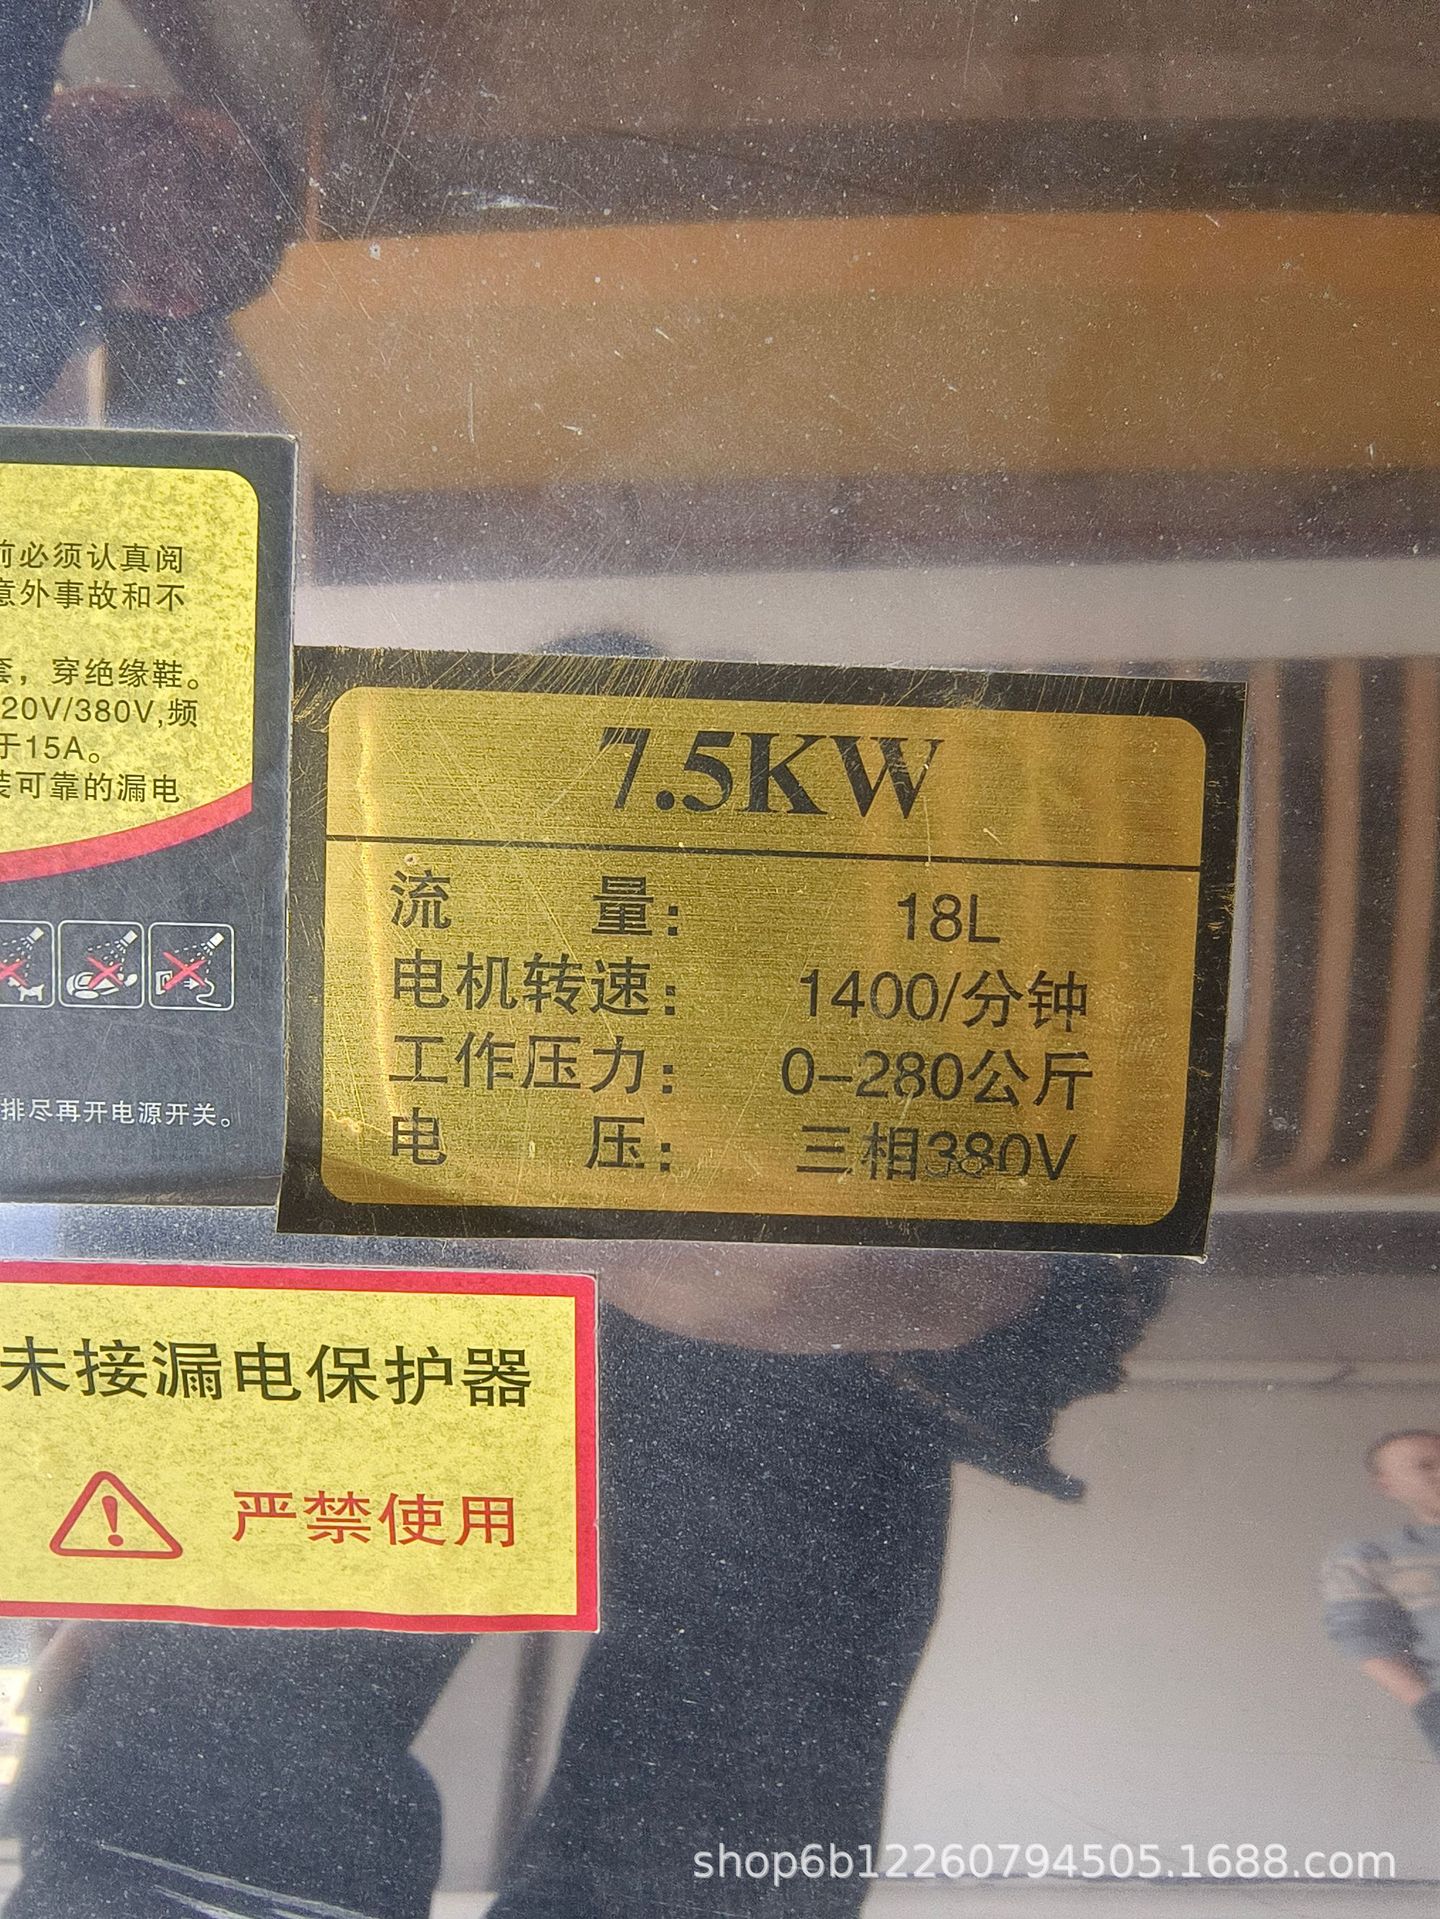 前必须认真阅
意外事故和不
套，穿绝缘鞋。
20V/380V,频
于15A。
装可靠的漏电
排尽再开电源开关。
7.5KW
流量： 18L
电机转速： 1400/分钟
工作压力： 0-280公斤
电压： 三相380V
未接漏电保护器
严禁使用
shop6b12260794505.1688.com